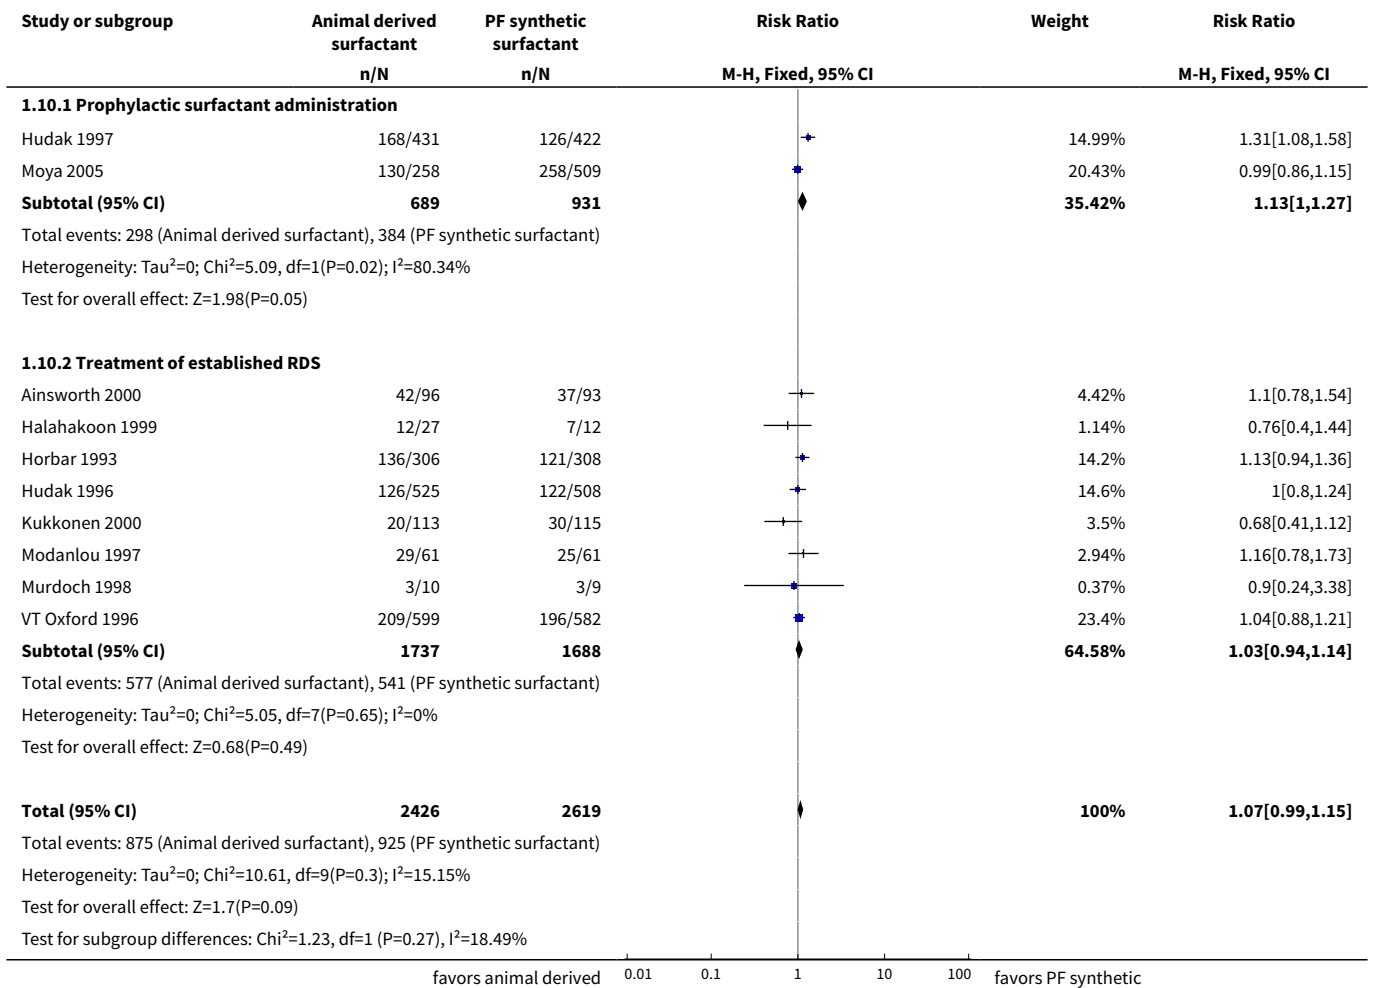 Study or subgroup Animal derived surfactant PF synthetic surfactant Risk Ratio Weight Risk Ratio
n/N n/N M-H, Fixed, 95% CI M-H, Fixed, 95% CI
1.10.1 Prophylactic surfactant administration
Hudak 1997 168/431 126/422 14.99% 1.31[1.08,1.58]
Moya 2005 130/258 258/509 20.43% 0.99[0.86,1.15]
Subtotal (95% CI) 689 931 35.42% 1.13[1,1.27]
Total events: 298 (Animal derived surfactant), 384 (PF synthetic surfactant)
Heterogeneity: Tau²=0; Chi²=5.09, df=1(P=0.02); I²=80.34%
Test for overall effect: Z=1.98(P=0.05)
1.10.2 Treatment of established RDS
Ainsworth 2000 42/96 37/93 4.42% 1.1[0.78,1.54]
Halahakoon 1999 12/27 7/12 1.14% 0.76[0.4,1.44]
Horbar 1993 136/306 121/308 14.2% 1.13[0.94,1.36]
Hudak 1996 126/525 122/508 14.6% 1[0.8,1.24]
Kukkonen 2000 20/113 30/115 3.5% 0.68[0.41,1.12]
Modanlou 1997 29/61 25/61 2.94% 1.16[0.78,1.73]
Murdoch 1998 3/10 3/9 0.37% 0.9[0.24,3.38]
VT Oxford 1996 209/599 196/582 23.4% 1.04[0.88,1.21]
Subtotal (95% CI) 1737 1688 64.58% 1.03[0.94,1.14]
Total events: 577 (Animal derived surfactant), 541 (PF synthetic surfactant)
Heterogeneity: Tau²=0; Chi²=5.05, df=7(P=0.65); I²=0%
Test for overall effect: Z=0.68(P=0.49)
Total (95% CI) 2426 2619 100% 1.07[0.99,1.15]
Total events: 875 (Animal derived surfactant), 925 (PF synthetic surfactant)
Heterogeneity: Tau²=0; Chi²=10.61, df=9(P=0.3); I²=15.15%
Test for overall effect: Z=1.7(P=0.09)
Test for subgroup differences: Chi²=1.23, df=1 (P=0.27), I²=18.49%
favors animal derived 0.01 0.1 1 10 100 favors PF synthetic